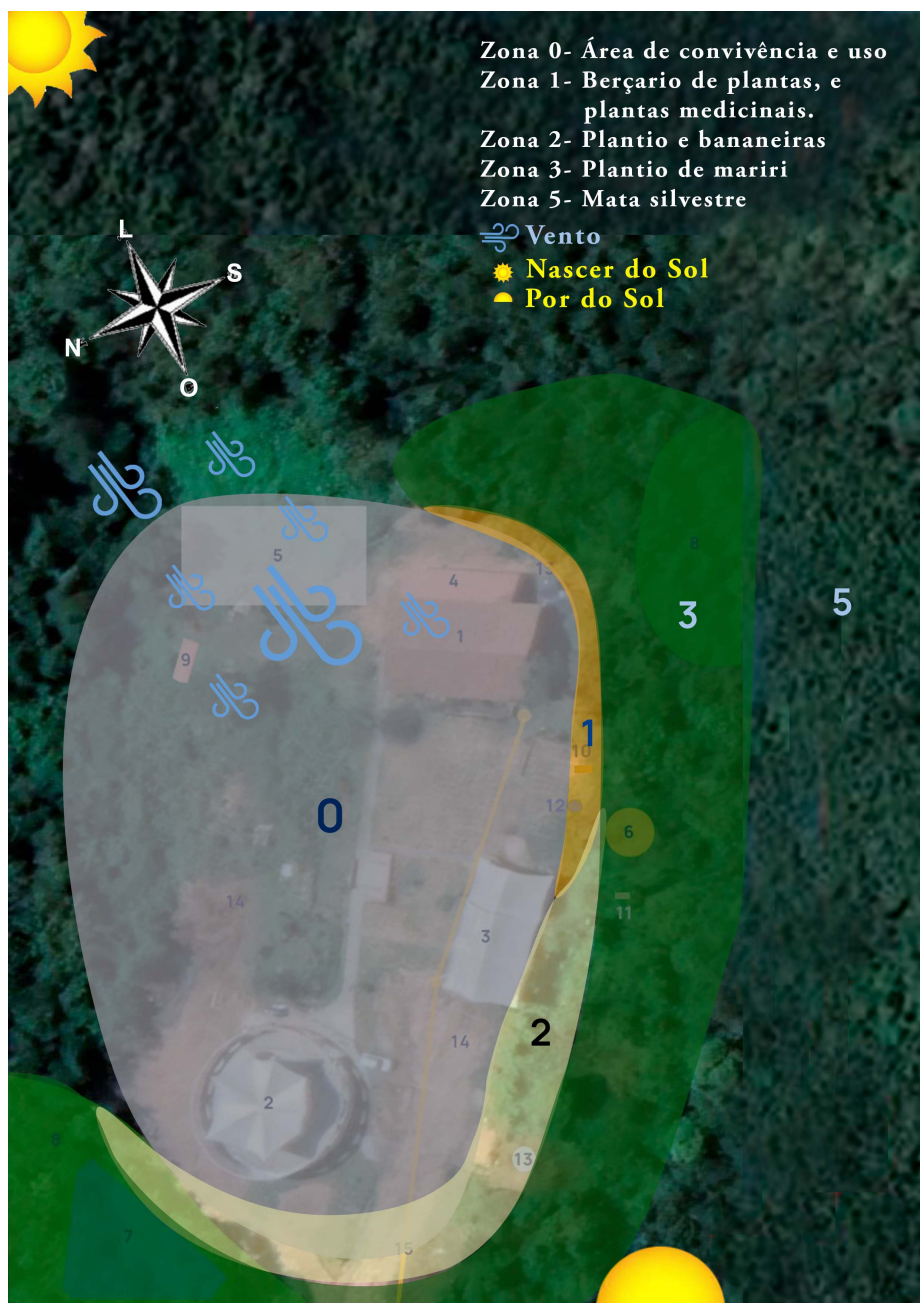 Zona 0- Área de convivência e uso
Zona 1- Berçario de plantas, e
plantas medicinais.
Zona 2- Plantio e bananeiras
Zona 3- Plantio de mariri
Zona 5- Mata silvestre
Vento
Nascer do Sol
Por do Sol
L
S
N
O
5
4
1
9
8
3
5
1
10
0
12
6
14
11
3
2
14
2
13
8
7
15